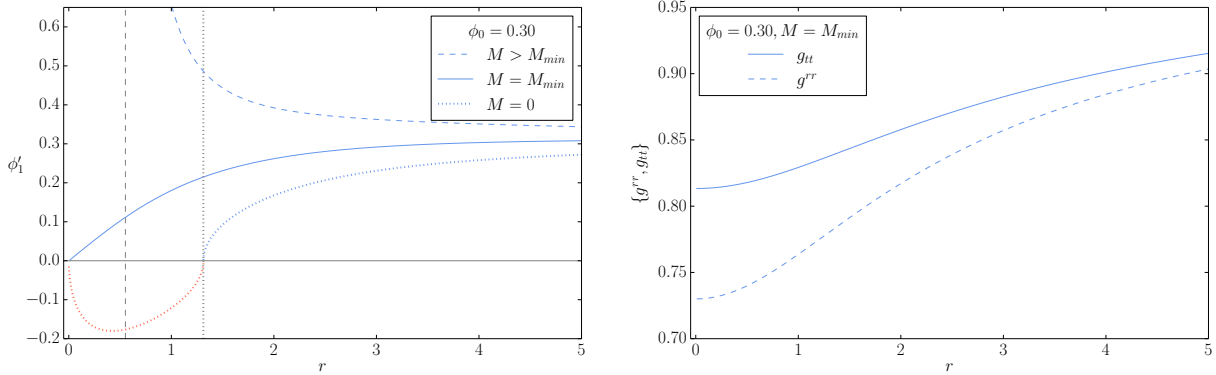 0.6
0.5
0.4
0.3
0.2
0.1
0.0
−0.1
−0.2
ϕ′₁
ϕ₀ = 0.30
M > Mₘᵢₙ
M = Mₘᵢₙ
M = 0
0 1 2 3 4 5
r
0.95
0.90
0.85
0.80
0.75
0.70
{gʳʳ, gₜₜ}
ϕ₀ = 0.30, M = Mₘᵢₙ
gₜₜ
gʳʳ
0 1 2 3 4 5
r